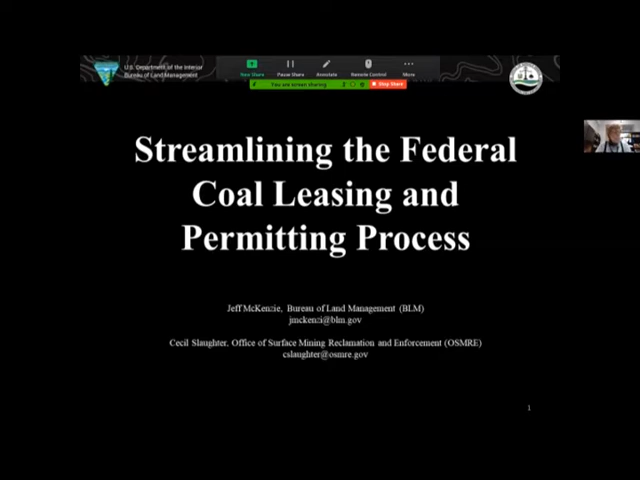 U.S. Department of the Interior
Bureau of Land Management
New Share
Pause Share
Annotate
Remote Control
More
You are screen sharing
Stop Share
Streamlining the Federal
Coal Leasing and
Permitting Process
Jeff McKenzie, Bureau of Land Management (BLM)
jmckenzi@blm.gov
Cecil Slaughter, Office of Surface Mining Reclamation and Enforcement (OSMRE)
cslaughter@osmre.gov
1